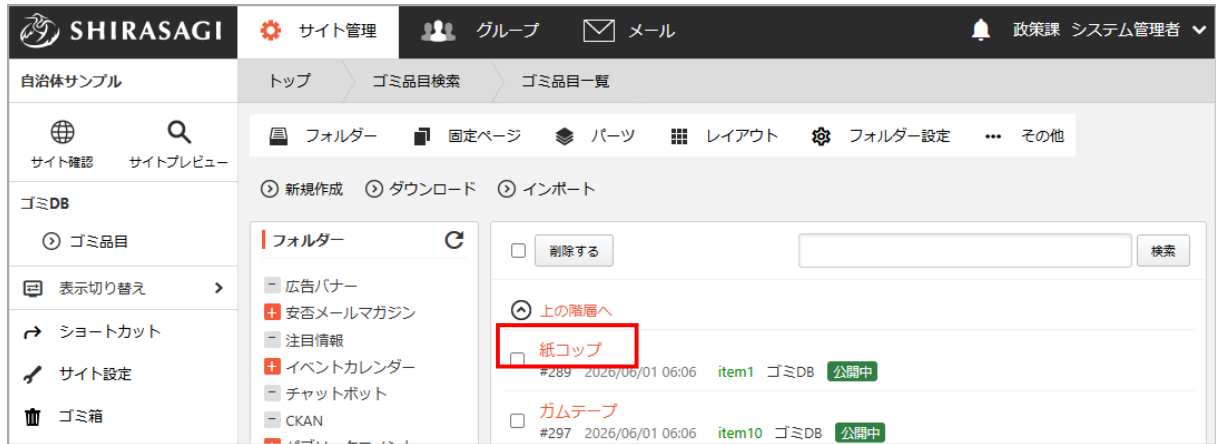 SHIRASAGI サイト管理 グループ メール 政策課 システム管理者
自治体サンプル
トップ ゴミ品目検索 ゴミ品目一覧
サイト確認 サイトプレビュー
フォルダー 固定ページ パーツ レイアウト フォルダー設定 その他
新規作成 ダウンロード インポート
ゴミDB
ゴミ品目
表示切り替え
ショートカット
サイト設定
ゴミ箱
フォルダー
広告バナー
安否メールマガジン
注目情報
イベントカレンダー
チャットボット
CKAN
削除する 検索
上の階層へ
紙コップ
#289 2026/06/01 06:06 item1 ゴミDB 公開中
ガムテープ
#297 2026/06/01 06:06 item10 ゴミDB 公開中